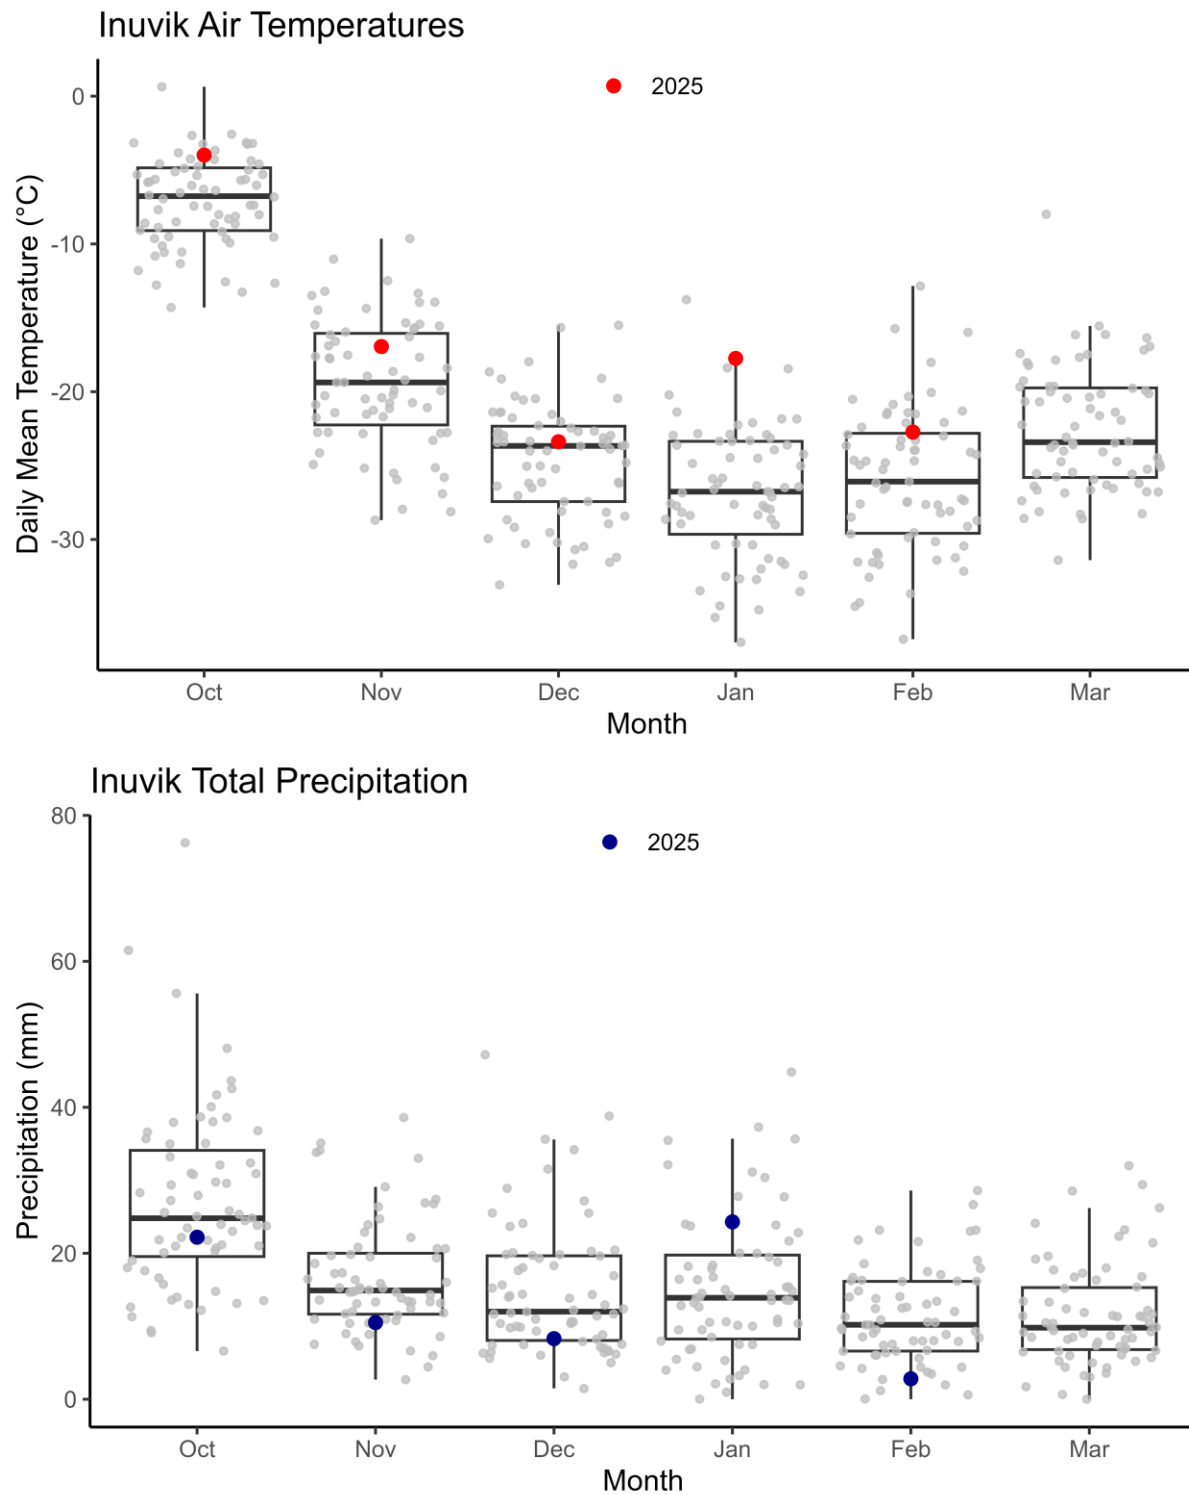 Inuvik Air Temperatures
2025
Daily Mean Temperature (°C)
0
-10
-20
-30
Oct Nov Dec Jan Feb Mar
Month
Inuvik Total Precipitation
2025
Precipitation (mm)
80
60
40
20
0
Oct Nov Dec Jan Feb Mar
Month